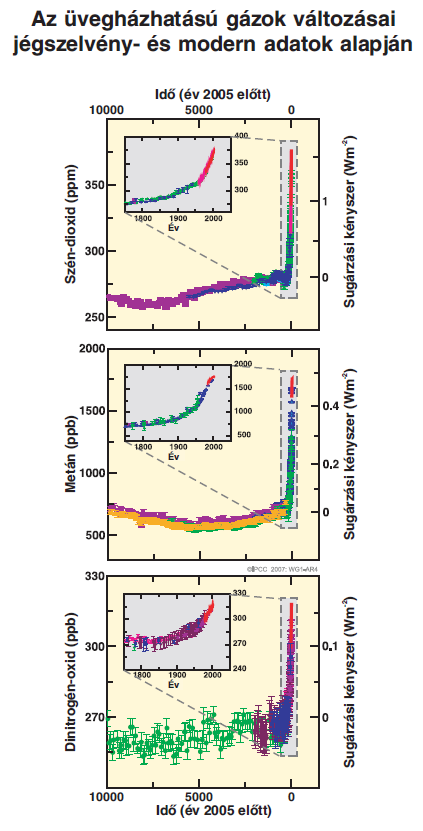 Az üvegházhatású gázok változásai
jégszelvény- és modern adatok alapján
Idő (év 2005 előtt)
10000 5000 0
Szén-dioxid (ppm)
350
300
250
400
350
300
1800 1900 2000
Év
1
0
Sugárzási kényszer (Wm-2)
Metán (ppb)
2000
1500
1000
500
2000
1500
1000
500
1800 1900 2000
Év
0,4
0,2
0
Sugárzási kényszer (Wm-2)
©IPCC 2007: WG1-AR4
Dinitrogén-oxid (ppb)
330
300
270
330
300
270
240
1800 1900 2000
Év
0,1
0
Sugárzási kényszer (Wm-2)
10000 5000 0
Idő (év 2005 előtt)